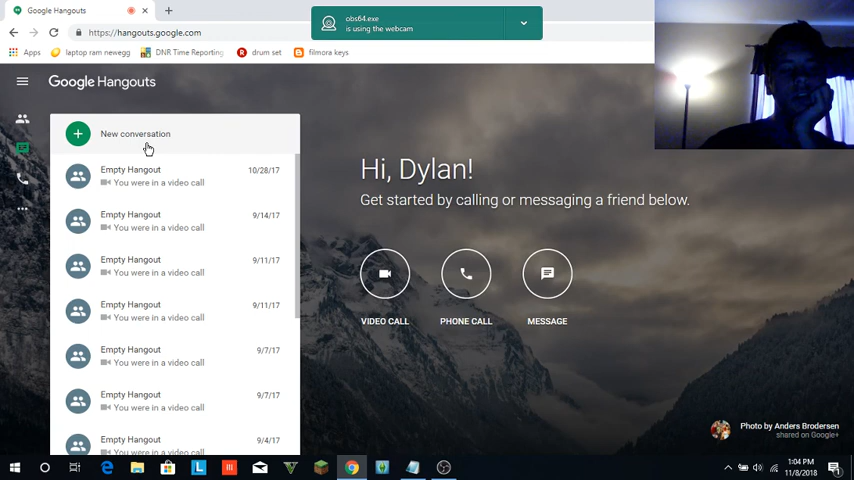 Google Hangouts
https://hangouts.google.com
Apps
laptop ram newegg
DNR Time Reporting
drum set
filmora keys
obs64.exe
is using the webcam
Google Hangouts
New conversation
Empty Hangout 10/28/17
You were in a video call
Empty Hangout 9/14/17
You were in a video call
Empty Hangout 9/11/17
You were in a video call
Empty Hangout 9/11/17
You were in a video call
Empty Hangout 9/7/17
You were in a video call
Empty Hangout 9/7/17
You were in a video call
Empty Hangout 9/4/17
You were in a video call
Hi, Dylan!
Get started by calling or messaging a friend below.
VIDEO CALL
PHONE CALL
MESSAGE
Photo by Anders Brodersen
shared on Google+
1:04 PM
11/8/2018